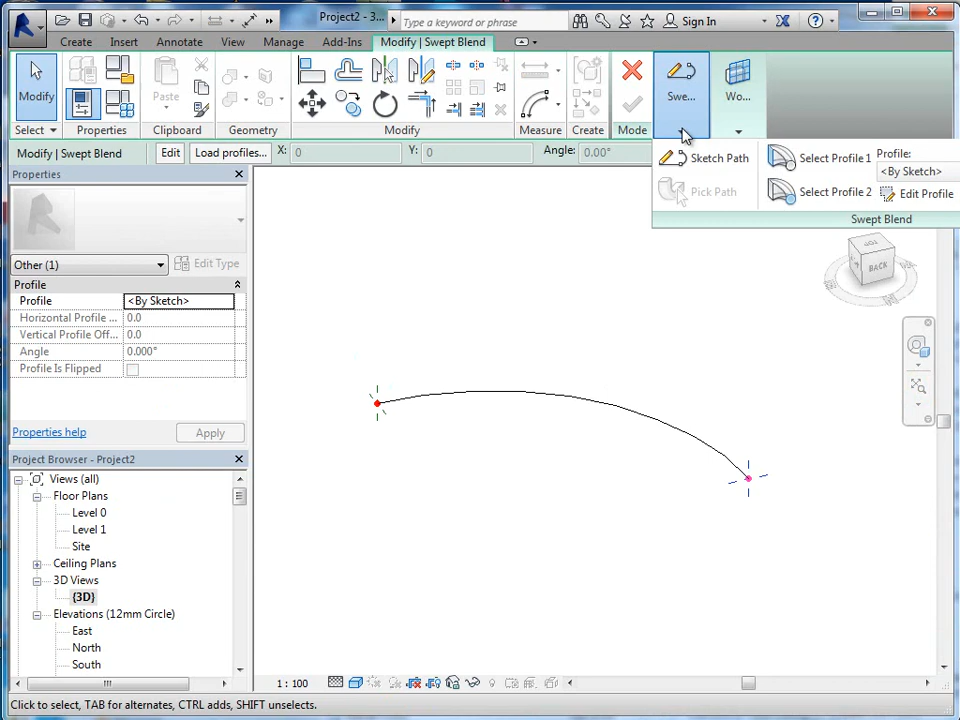 Project2 - 3...
Type a keyword or phrase
Sign In
Create
Insert
Annotate
View
Manage
Add-Ins
Modify | Swept Blend
Modify
Paste
Swe...
Wo...
Select
Properties
Clipboard
Geometry
Modify
Measure
Create
Mode
Modify | Swept Blend
Edit
Load profiles...
X: 0
Y: 0
Angle: 0.00°
Sketch Path
Pick Path
Select Profile 1
Select Profile 2
Profile:
<By Sketch>
Edit Profile
Swept Blend
Properties
Other (1)
Edit Type
Profile
Profile <By Sketch>
Horizontal Profile ... 0.0
Vertical Profile Off... 0.0
Angle 0.000°
Profile Is Flipped
Properties help
Apply
Project Browser - Project2
Views (all)
Floor Plans
Level 0
Level 1
Site
Ceiling Plans
3D Views
{3D}
Elevations (12mm Circle)
East
North
South
TOP
BACK
1 : 100
Click to select, TAB for alternates, CTRL adds, SHIFT unselects.